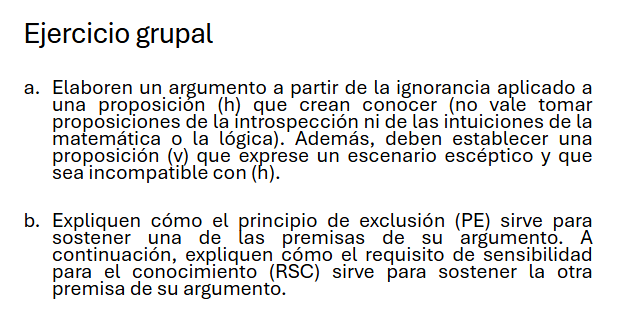 Ejercicio grupal
a. Elaboren un argumento a partir de la ignorancia aplicado a
una proposición (h) que crean conocer (no vale tomar
proposiciones de la introspección ni de las intuiciones de la
matemática o la lógica). Además, deben establecer una
proposición (v) que exprese un escenario escéptico y que
sea incompatible con (h).
b. Expliquen cómo el principio de exclusión (PE) sirve para
sostener una de las premisas de su argumento. A
continuación, expliquen cómo el requisito de sensibilidad
para el conocimiento (RSC) sirve para sostener la otra
premisa de su argumento.